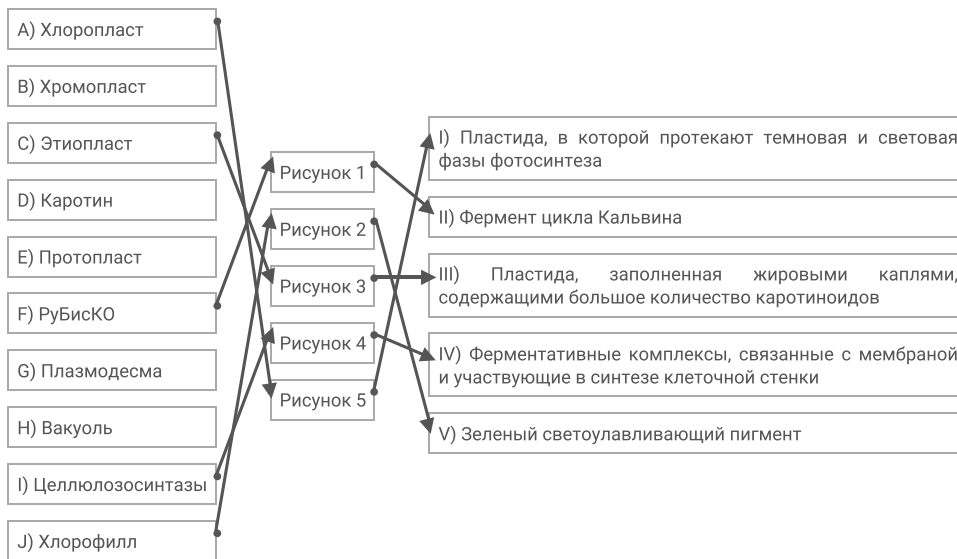 A) Хлоропласт
B) Хромопласт
C) Этиопласт
D) Каротин
E) Протопласт
F) РуБисКО
G) Плазмодесма
H) Вакуоль
I) Целлюлозосинтазы
J) Хлорофилл
Рисунок 1
Рисунок 2
Рисунок 3
Рисунок 4
Рисунок 5
I) Пластида, в которой протекают темновая и световая
фазы фотосинтеза
II) Фермент цикла Кальвина
III) Пластида, заполненная жировыми каплями,
содержащими большое количество каротиноидов
IV) Ферментативные комплексы, связанные с мембраной
и участвующие в синтезе клеточной стенки
V) Зеленый светоулавливающий пигмент